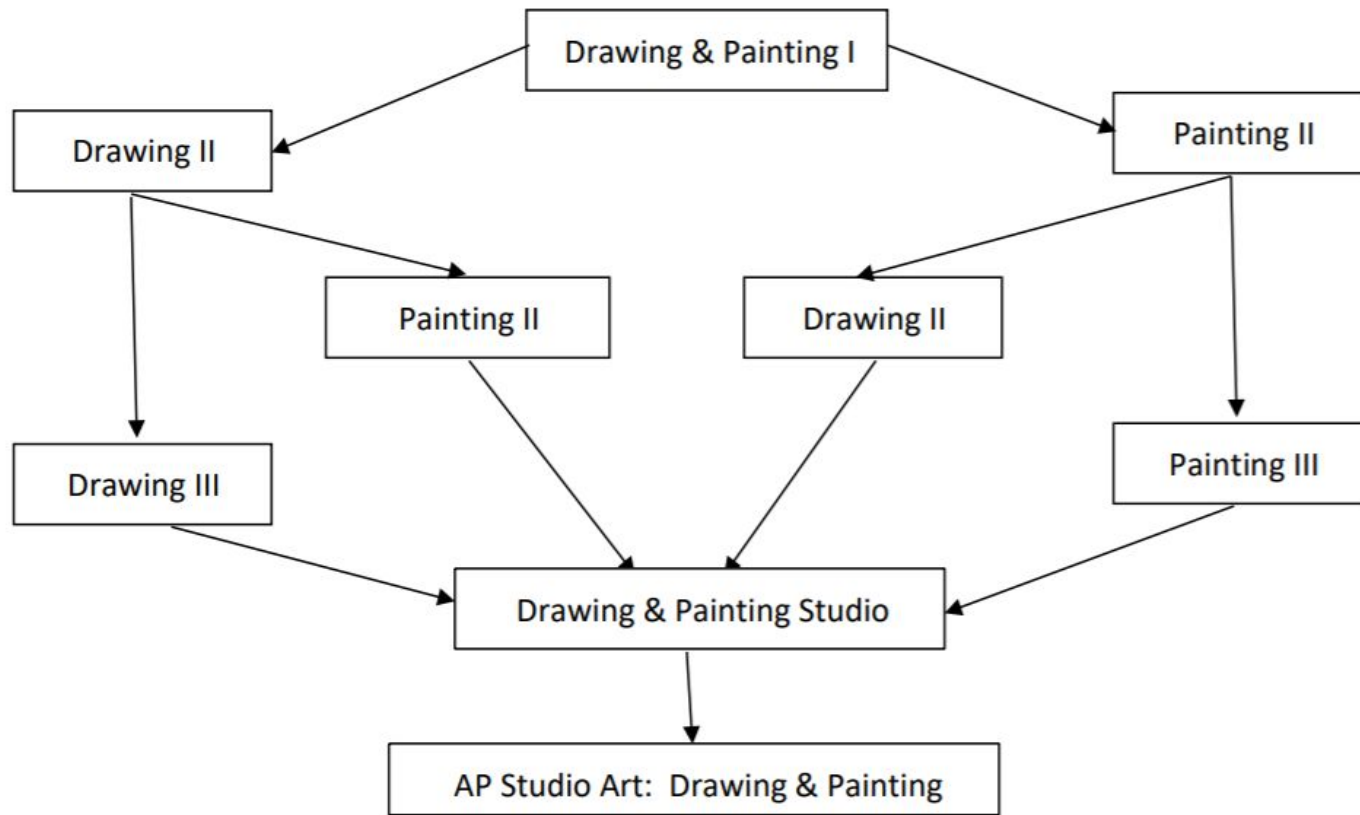 Drawing & Painting I
Drawing II
Painting II
Painting II
Drawing II
Drawing III
Painting III
Drawing & Painting Studio
AP Studio Art:  Drawing & Painting